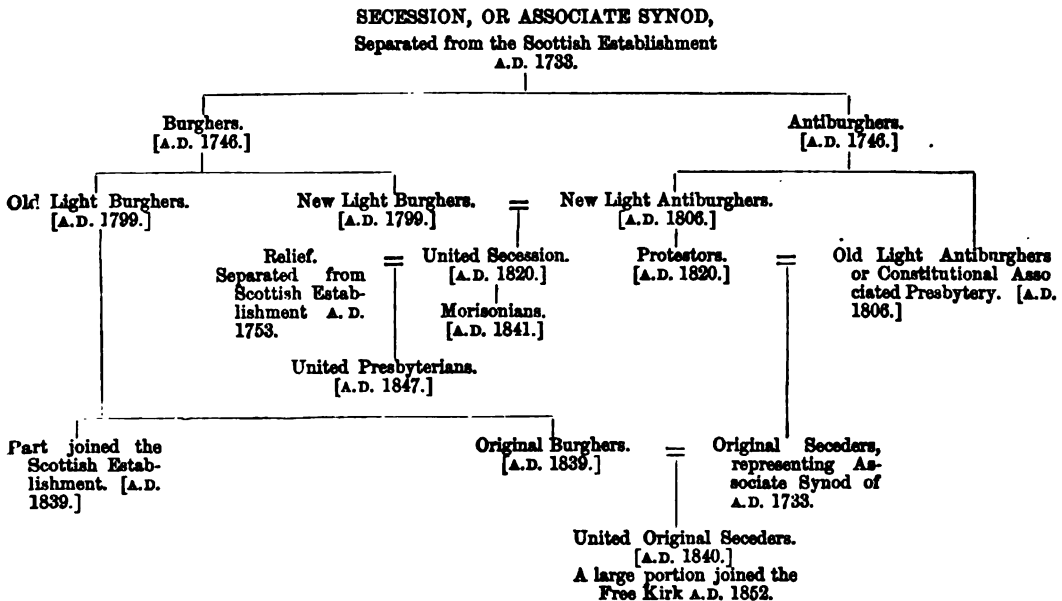 SECESSION, OR ASSOCIATE SYNOD,
Separated from the Scottish Establishment
A.D. 1733.
Burghers.
[A.D. 1746.]
Antiburghers.
[A.D. 1746.]
Old Light Burghers.
[A.D. 1799.]
New Light Burghers.
[A.D. 1799.]
=
New Light Antiburghers.
[A.D. 1806.]
Relief.
Separated from
Scottish Estab-
lishment A. D.
1753.
=
United Secession.
[A.D. 1820.]
Morisonians.
[A.D. 1841.]
Protestors.
[A.D. 1820.]
=
Old Light Antiburghers
or Constitutional Asso
ciated Presbytery. [A.D.
1806.]
United Presbyterians.
[A.D. 1847.]
Part joined the
Scottish Estab-
lishment. [A.D.
1839.]
Original Burghers.
[A.D. 1839.]
=
Original Seceders,
representing As-
sociate Synod of
A.D. 1733.
United Original Seceders.
[A.D. 1840.]
A large portion joined the
Free Kirk A.D. 1852.